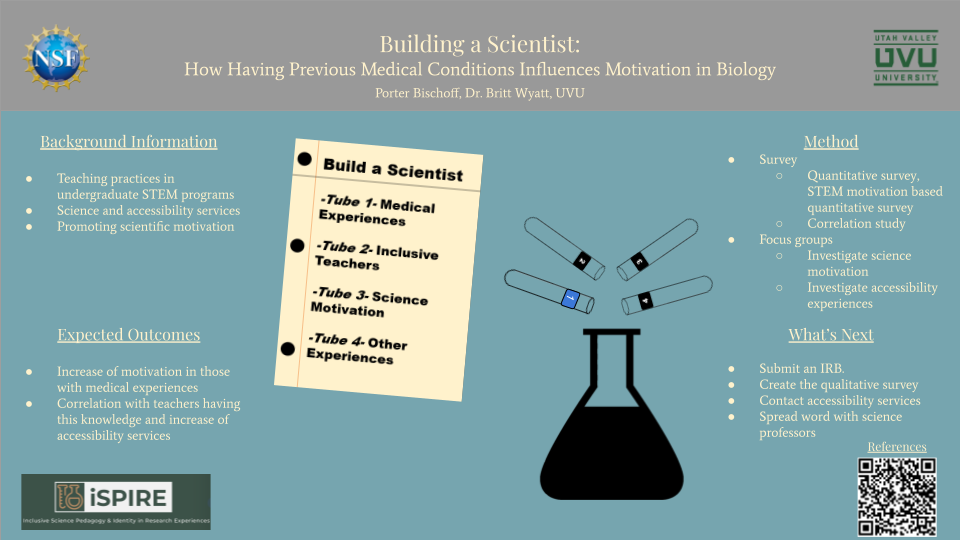 NSF
Building a Scientist:
How Having Previous Medical Conditions Influences Motivation in Biology
Porter Bischoff, Dr. Britt Wyatt, UVU
UTAH VALLEY
UVU
UNIVERSITY
Background Information
● Teaching practices in
undergraduate STEM programs
● Science and accessibility services
● Promoting scientific motivation
Expected Outcomes
● Increase of motivation in those
with medical experiences
● Correlation with teachers having
this knowledge and increase of
accessibility services
iSPIRE
Inclusive Science Pedagogy & Identity in Research Experiences
Build a Scientist
-Tube 1- Medical
Experiences
-Tube 2- Inclusive
Teachers
-Tube 3- Science
Motivation
-Tube 4- Other
Experiences
2
3
1
4
Method
● Survey
○ Quantitative survey,
STEM motivation based
quantitative survey
○ Correlation study
● Focus groups
○ Investigate science
motivation
○ Investigate accessibility
experiences
What's Next
● Submit an IRB.
● Create the qualitative survey
● Contact accessibility services
● Spread word with science
professors
References